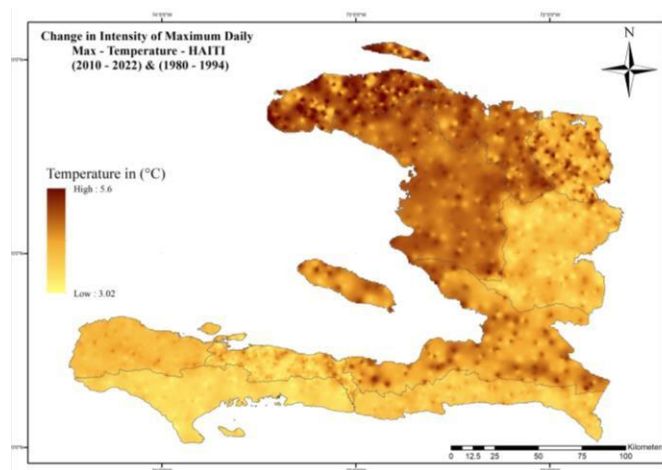 Change in Intensity of Maximum Daily
Max - Temperature - HAITI
(2010 - 2022) & (1980 - 1994)
N
Temperature in (°C)
High : 5.6
Low : 3.02
Kilometers
0 12.5 25 50 75 100